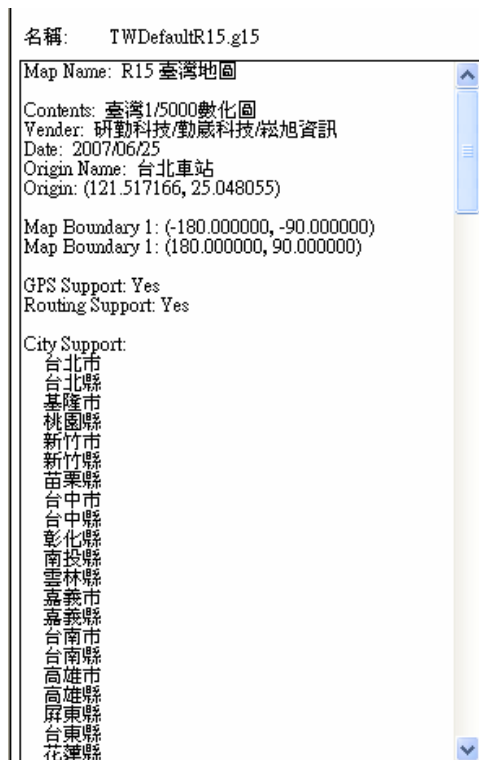 名稱: TWDefaultR15.g15
Map Name: R15 臺灣地圖
Contents: 臺灣1/5000數化圖
Vender: 研勤科技/勤崴科技/崧旭資訊
Date: 2007/06/25
Origin Name: 台北車站
Origin: (121.517166, 25.048055)
Map Boundary 1: (-180.000000, -90.000000)
Map Boundary 1: (180.000000, 90.000000)
GPS Support: Yes
Routing Support: Yes
City Support:
台北市
台北縣
基隆市
桃園縣
新竹市
新竹縣
苗栗縣
台中市
台中縣
彰化縣
南投縣
雲林縣
嘉義市
嘉義縣
台南市
台南縣
高雄市
高雄縣
屏東縣
台東縣
花蓮縣